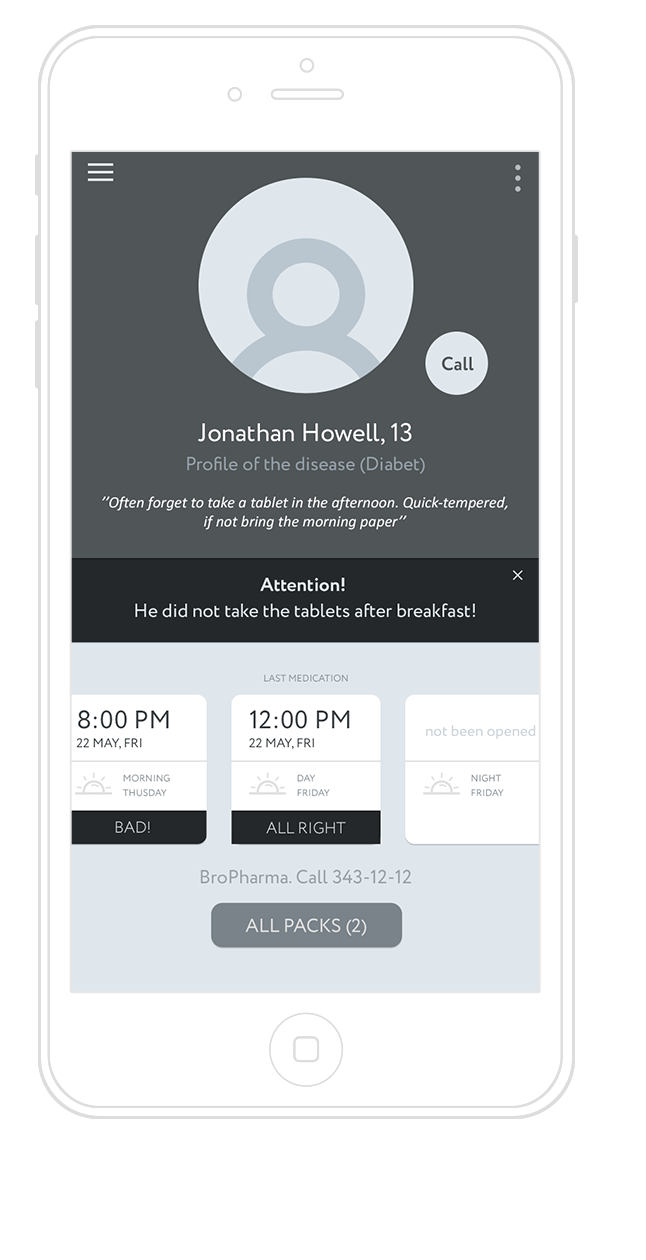 Call
Jonathan Howell, 13
Profile of the disease (Diabet)
”Often forget to take a tablet in the afternoon. Quick-tempered,
if not bring the morning paper”
Attention!
He did not take the tablets after breakfast!
LAST MEDICATION
8:00 PM
22 MAY, FRI
MORNING
THUSDAY
BAD!
12:00 PM
22 MAY, FRI
DAY
FRIDAY
ALL RIGHT
not been opened
NIGHT
FRIDAY
BroPharma. Call 343-12-12
ALL PACKS (2)